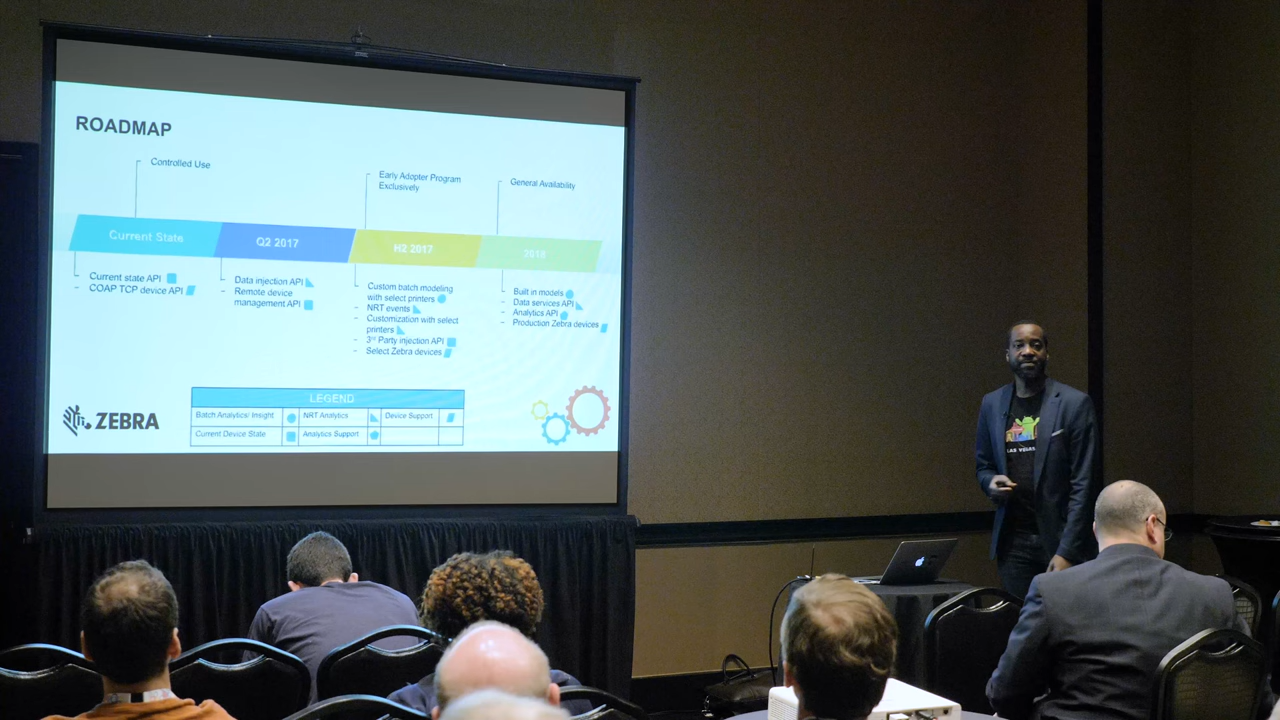 ROADMAP
Controlled Use
Early Adopter Program
Exclusively
General Availability
Current State
Q2 2017
H2 2017
2018
- Current state API
- COAP TCP device API
- Data injection API
- Remote device
management API
- Custom batch modeling
with select printers
- NRT events
- Customization with select
printers
- 3rd Party injection API
- Select Zebra devices
- Built in models
- Data services API
- Analytics API
- Production Zebra devices
LEGEND
Batch Analytics/ Insight
NRT Analytics
Device Support
Current Device State
Analytics Support
ZEBRA
LAS VEGAS